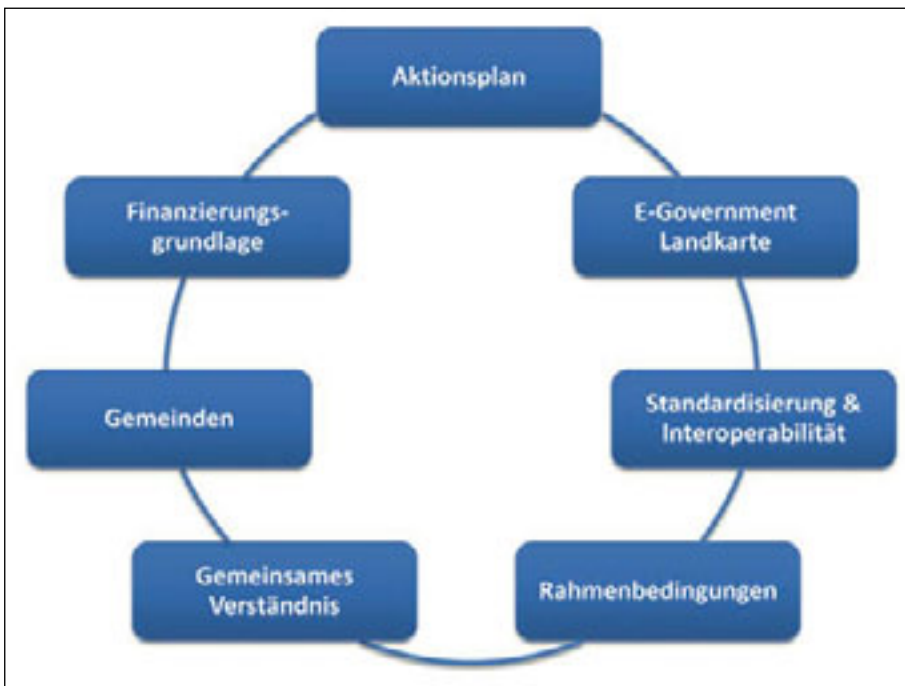 Aktionsplan
Finanzierungs-
grundlage
E-Government
Landkarte
Gemeinden
Standardisierung &
Interoperabilität
Gemeinsames
Verständnis
Rahmenbedingungen